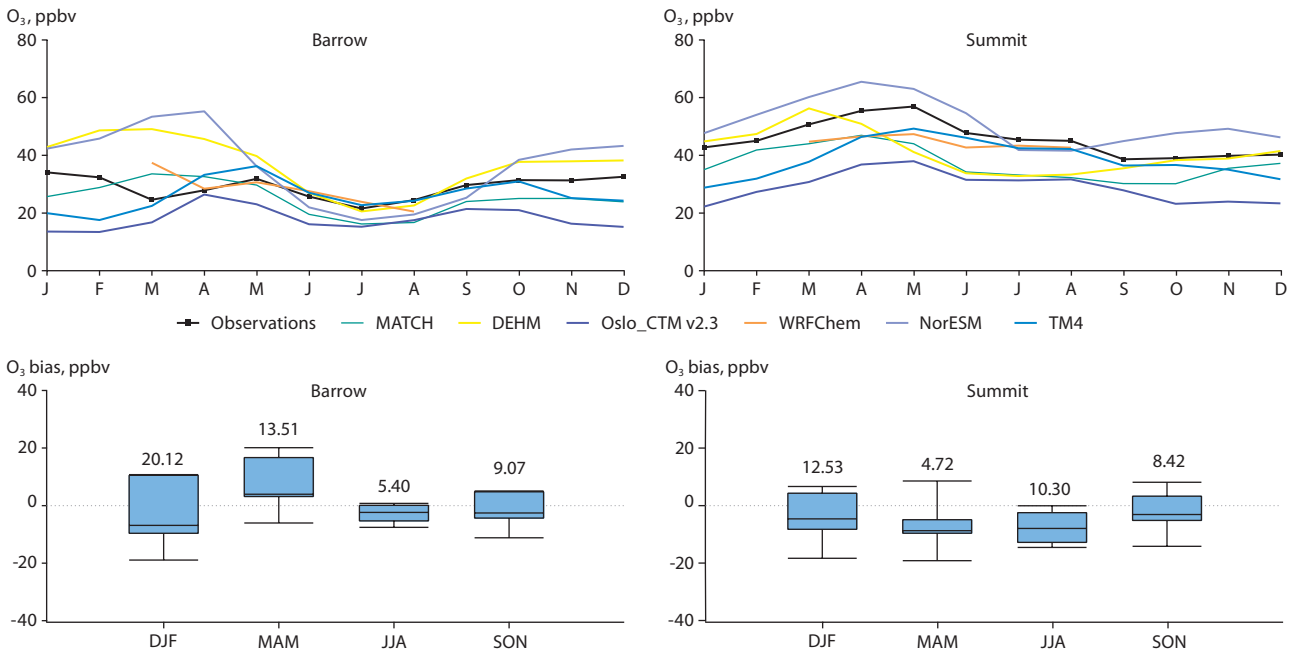 O₃, ppbv
Barrow
80
60
40
20
0
J F M A M J J A S O N D
O₃, ppbv
Summit
80
60
40
20
0
J F M A M J J A S O N D
Observations MATCH DEHM Oslo_CTM v2.3 WRFChem NorESM TM4
O₃ bias, ppbv
Barrow
40
20
0
-20
-40
20.12
13.51
5.40
9.07
DJF MAM JJA SON
O₃ bias, ppbv
Summit
40
20
0
-20
-40
12.53
4.72
10.30
8.42
DJF MAM JJA SON